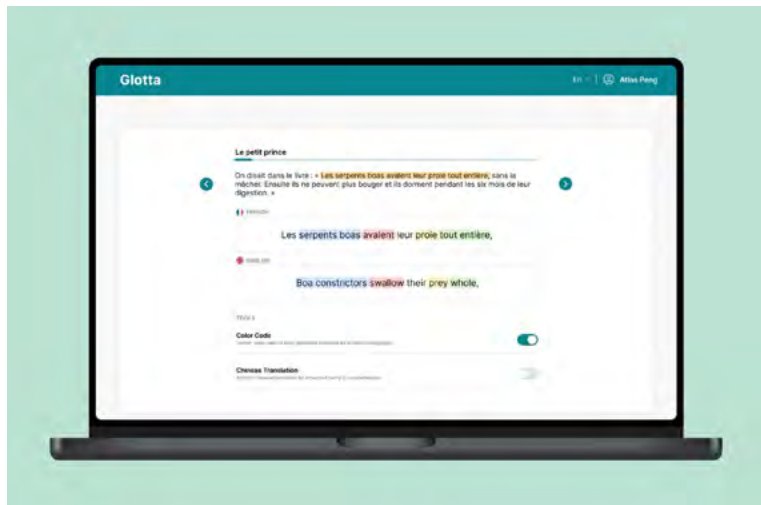 Glotta
En
Atlas Peng
Le petit prince
On disait dans le livre : « Les serpents boas avalent leur proie tout entière, sans la
mâcher. Ensuite ils ne peuvent plus bouger et ils dorment pendant les six mois de leur
digestion. »
FRENCH
Les serpents boas avalent leur proie tout entière,
ENGLISH
Boa constrictors swallow their prey whole,
TOOLS
Color Code
Chinese Translation